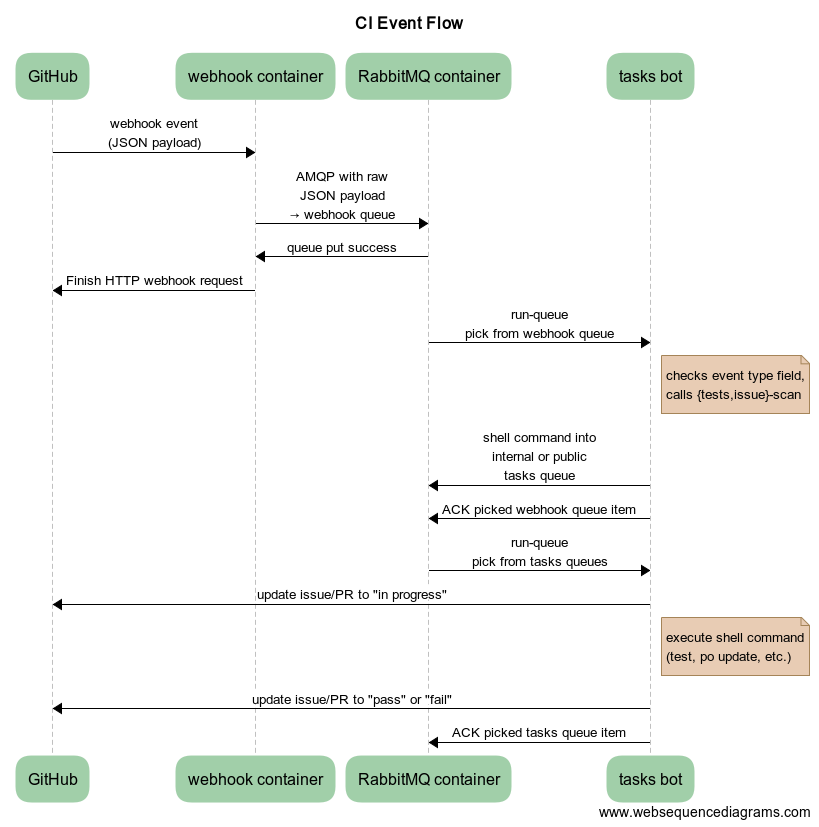 CI Event Flow
GitHub
webhook container
RabbitMQ container
tasks bot
webhook event
(JSON payload)
AMQP with raw
JSON payload
→ webhook queue
queue put success
Finish HTTP webhook request
run-queue
pick from webhook queue
checks event type field,
calls {tests,issue}-scan
shell command into
internal or public
tasks queue
ACK picked webhook queue item
run-queue
pick from tasks queues
update issue/PR to "in progress"
execute shell command
(test, po update, etc.)
update issue/PR to "pass" or "fail"
ACK picked tasks queue item
GitHub
webhook container
RabbitMQ container
tasks bot
www.websequencediagrams.com